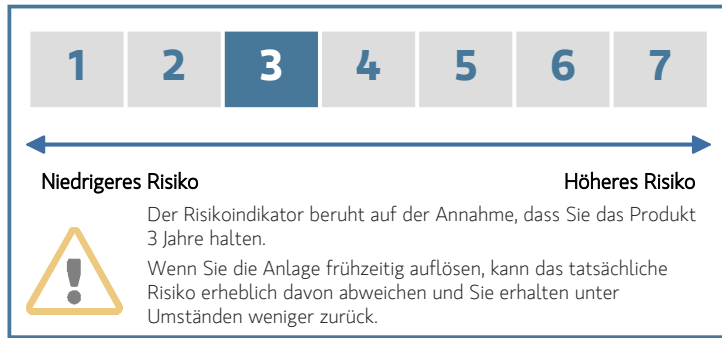 1 2 3 4 5 6 7
Niedrigeres Risiko Höheres Risiko
Der Risikoindikator beruht auf der Annahme, dass Sie das Produkt
3 Jahre halten.
Wenn Sie die Anlage frühzeitig auflösen, kann das tatsächliche
Risiko erheblich davon abweichen und Sie erhalten unter
Umständen weniger zurück.